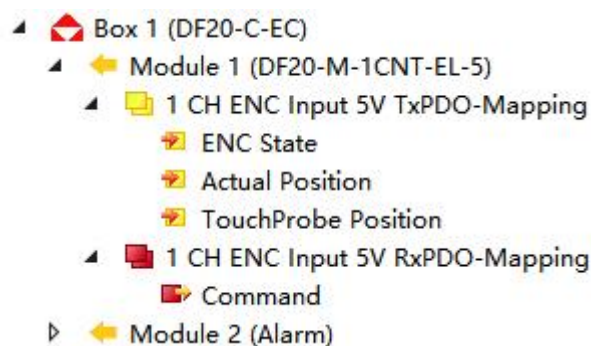 Box 1 (DF20-C-EC)
Module 1 (DF20-M-1CNT-EL-5)
1 CH ENC Input 5V TxPDO-Mapping
ENC State
Actual Position
TouchProbe Position
1 CH ENC Input 5V RxPDO-Mapping
Command
Module 2 (Alarm)